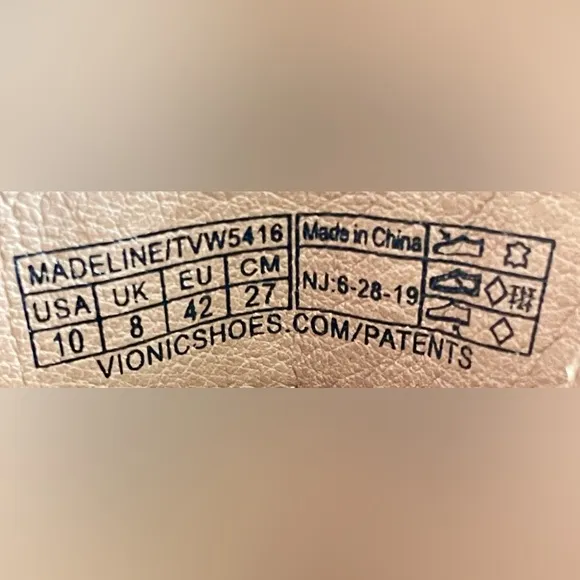 MADELINE/TVW5416
USA UK EU CM
10 8 42 27
Made in China
NJ:6-28-19
VIONICSHOES.COM/PATENTS